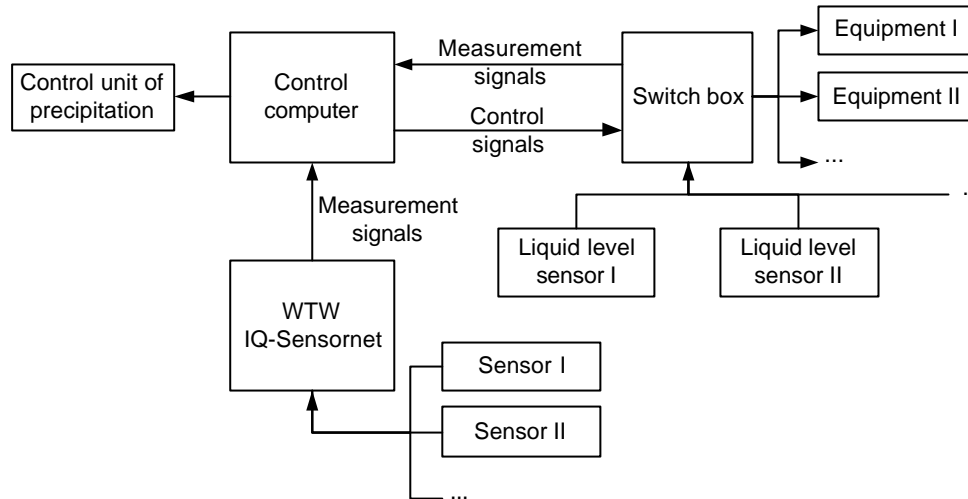 Equipment I
Measurement
signals
Control unit of
precipitation
Control
computer
Switch box
Equipment II
Control
signals
...
Measurement
signals
Liquid level
sensor I
Liquid level
sensor II
WTW
IQ-Sensornet
Sensor I
Sensor II
...